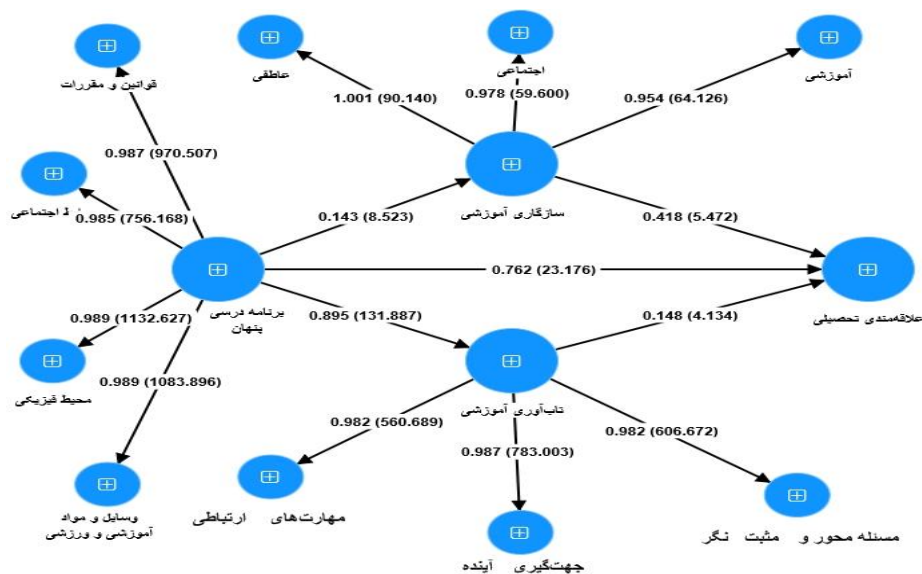 عاطفی
اجتماعی
آموزشی
قوانین و مقررات
1.001 (90.140)
0.978 (59.600)
0.954 (64.126)
0.987 (970.507)
اجتماعی
0.985 (756.168)
0.143 (8.523)
سازگاری آموزشی
0.418 (5.472)
0.762 (23.176)
برنامه درسی
پنهان
علاقه‌مندی تحصیلی
0.989 (1132.627)
0.895 (131.887)
0.148 (4.134)
محیط فیزیکی
0.989 (1083.896)
تاب‌آوری آموزشی
0.982 (560.689)
0.987 (783.003)
0.982 (606.672)
وسایل و مواد
آموزشی و ورزشی
مهارت‌های ارتباطی
جهت‌گیری آینده
مسئله محور و مثبت نگر